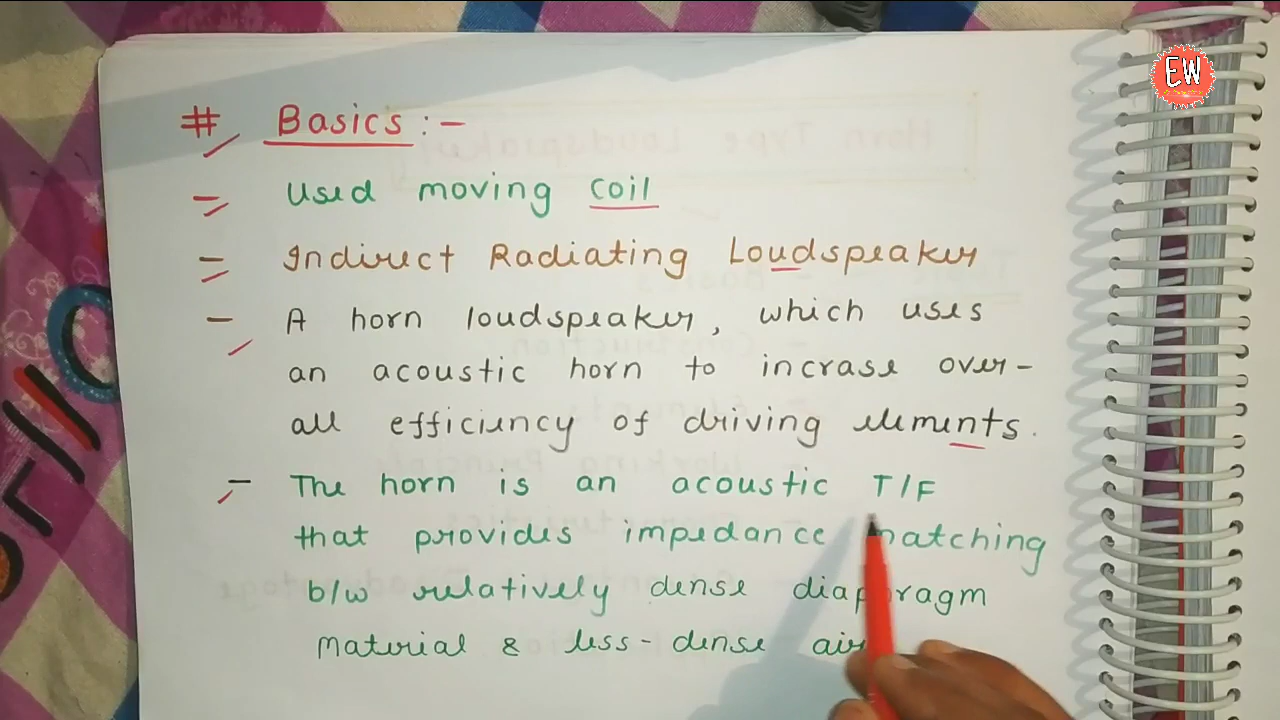 EW
# Basics :-
- Used moving coil
- Indirect Radiating Loudspeaker
- A horn loudspeaker, which uses
an acoustic horn to incrase over-
all efficiency of driving elements.
- The horn is an acoustic T/F
that provides impedance matching
b/w relatively dense diaphragm
material & less-dense air